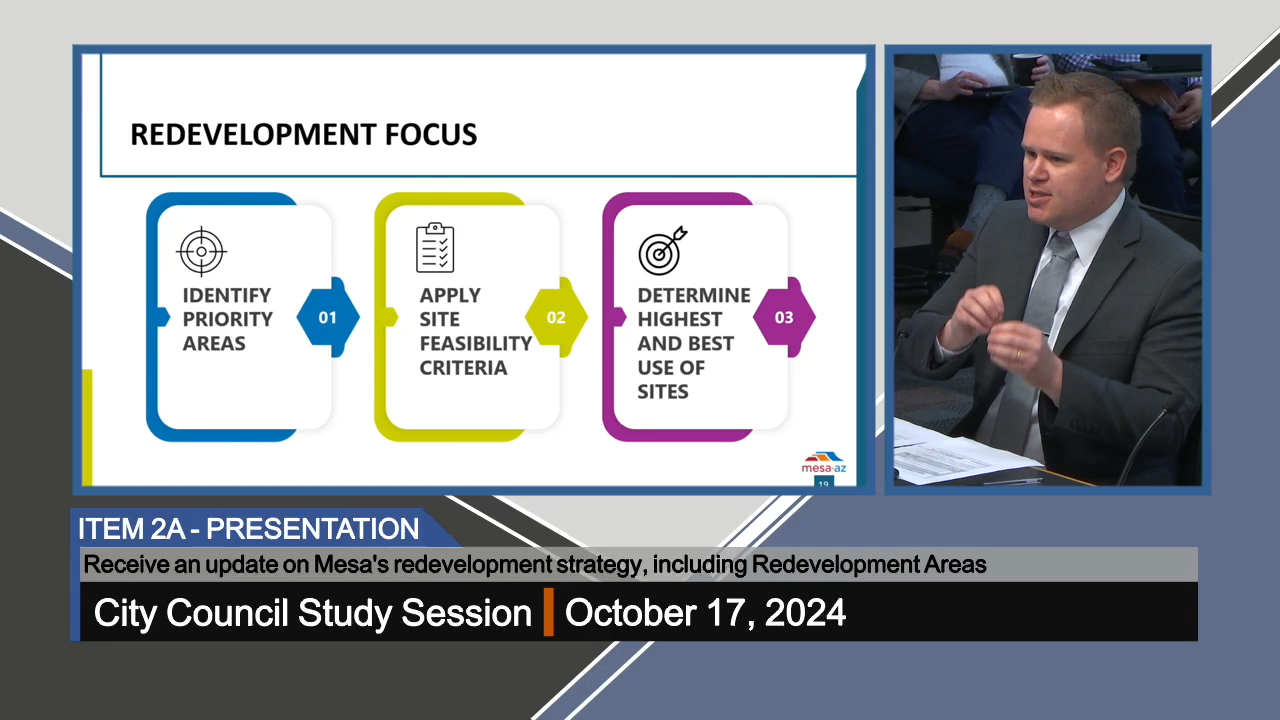 REDEVELOPMENT FOCUS
IDENTIFY
PRIORITY
AREAS
01
APPLY
SITE
FEASIBILITY
CRITERIA
02
DETERMINE
HIGHEST
AND BEST
USE OF
SITES
03
mesa·az
19
ITEM 2A - PRESENTATION
Receive an update on Mesa's redevelopment strategy, including Redevelopment Areas
City Council Study Session
October 17, 2024